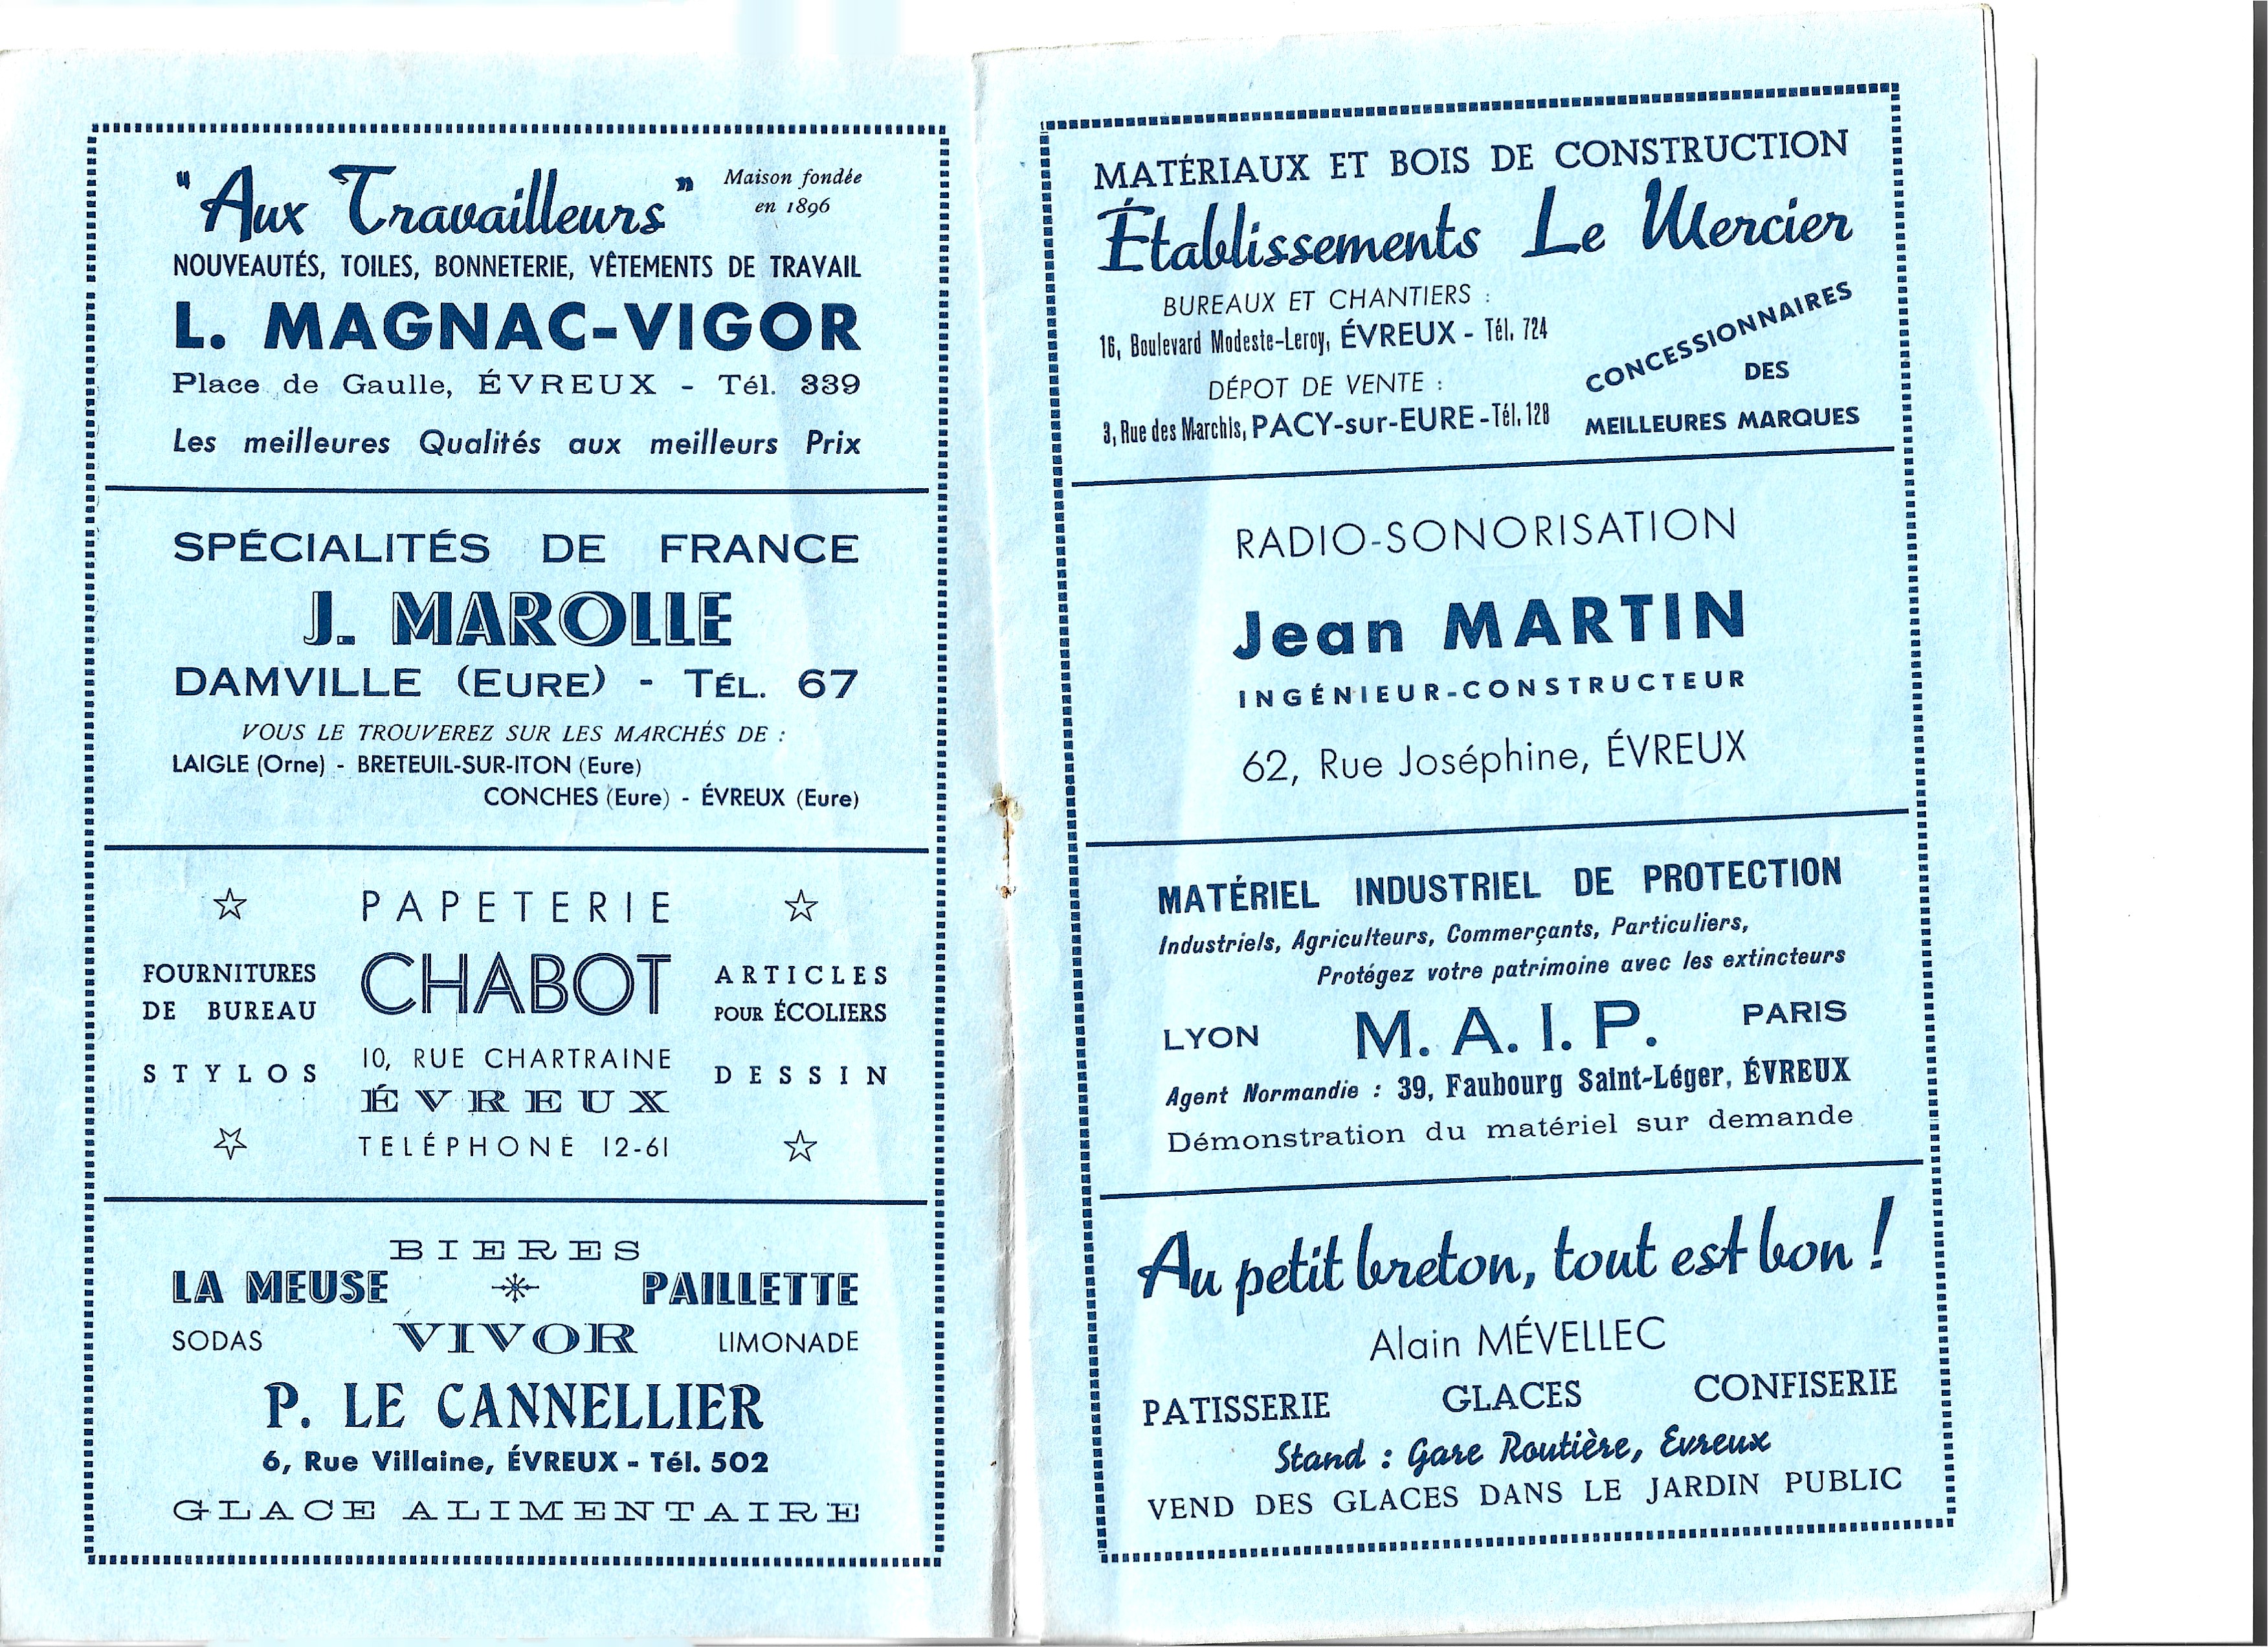 "Aux Travailleurs"
Maison fondée
en 1896
NOUVEAUTÉS, TOILES, BONNETERIE, VÊTEMENTS DE TRAVAIL
L. MAGNAC-VIGOR
Place de Gaulle, ÉVREUX - Tél. 339
Les meilleures Qualités aux meilleurs Prix
SPÉCIALITÉS DE FRANCE
J. MAROLLE
DAMVILLE (EURE) - TÉL. 67
VOUS LE TROUVEREZ SUR LES MARCHÉS DE :
LAIGLE (Orne) - BRETEUIL-SUR-ITON (Eure)
CONCHES (Eure) - ÉVREUX (Eure)
PAPETERIE
CHABOT
FOURNITURES
DE BUREAU
STYLOS
10, RUE CHARTRAINE
ÉVREUX
TELÉPHONE 12-61
ARTICLES
POUR ÉCOLIERS
DESSIN
BIERES
LA MEUSE PAILLETTE
SODAS VIVOR LIMONADE
P. LE CANNELLIER
6, Rue Villaine, ÉVREUX - Tél. 502
GLACE ALIMENTAIRE
MATÉRIAUX ET BOIS DE CONSTRUCTION
Établissements Le Mercier
BUREAUX ET CHANTIERS :
16, Boulevard Modeste-Leroy, ÉVREUX - Tél. 724
DÉPOT DE VENTE :
3, Rue des Marchis, PACY-sur-EURE - Tél. 128
CONCESSIONNAIRES
DES
MEILLEURES MARQUES
RADIO-SONORISATION
Jean MARTIN
INGÉNIEUR-CONSTRUCTEUR
62, Rue Joséphine, ÉVREUX
MATÉRIEL INDUSTRIEL DE PROTECTION
Industriels, Agriculteurs, Commerçants, Particuliers,
Protégez votre patrimoine avec les extincteurs
LYON M. A. I. P. PARIS
Agent Normandie : 39, Faubourg Saint-Léger, ÉVREUX
Démonstration du matériel sur demande
Au petit breton, tout est bon !
Alain MÉVELLEC
PATISSERIE GLACES CONFISERIE
Stand : Gare Routière, Evreux
VEND DES GLACES DANS LE JARDIN PUBLIC